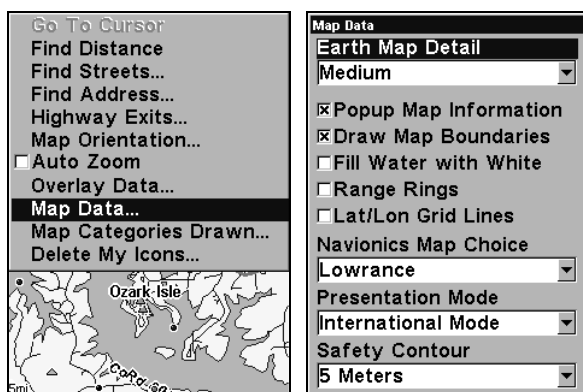 Go To Cursor
Find Distance
Find Streets...
Find Address...
Highway Exits...
Map Orientation...
Auto Zoom
Overlay Data...
Map Data...
Map Categories Drawn...
Delete My Icons...
Ozark Isle
5mi
Map Data
Earth Map Detail
Medium
Popup Map Information
Draw Map Boundaries
Fill Water with White
Range Rings
Lat/Lon Grid Lines
Navionics Map Choice
Lowrance
Presentation Mode
International Mode
Safety Contour
5 Meters